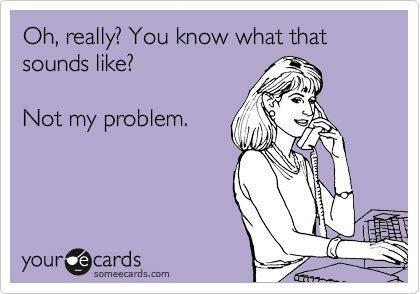 Oh, really? You know what that
sounds like?
Not my problem.
your e cards
someecards.com